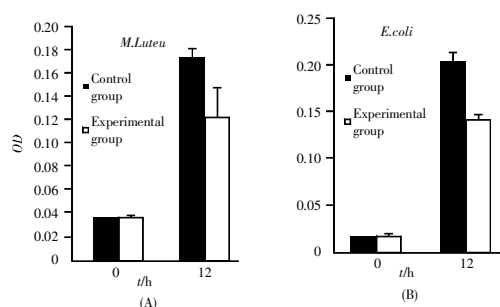 0.20
0.18
0.16
0.14
0.12
0.10
0.08
0.06
0.04
0.02
0
OD
M.Luteu
Control
group
Experimental
group
0
12
t/h
(A)
0.25
0.20
0.15
0.10
0.05
0
E.coli
Control
group
Experimental
group
0
12
t/h
(B)